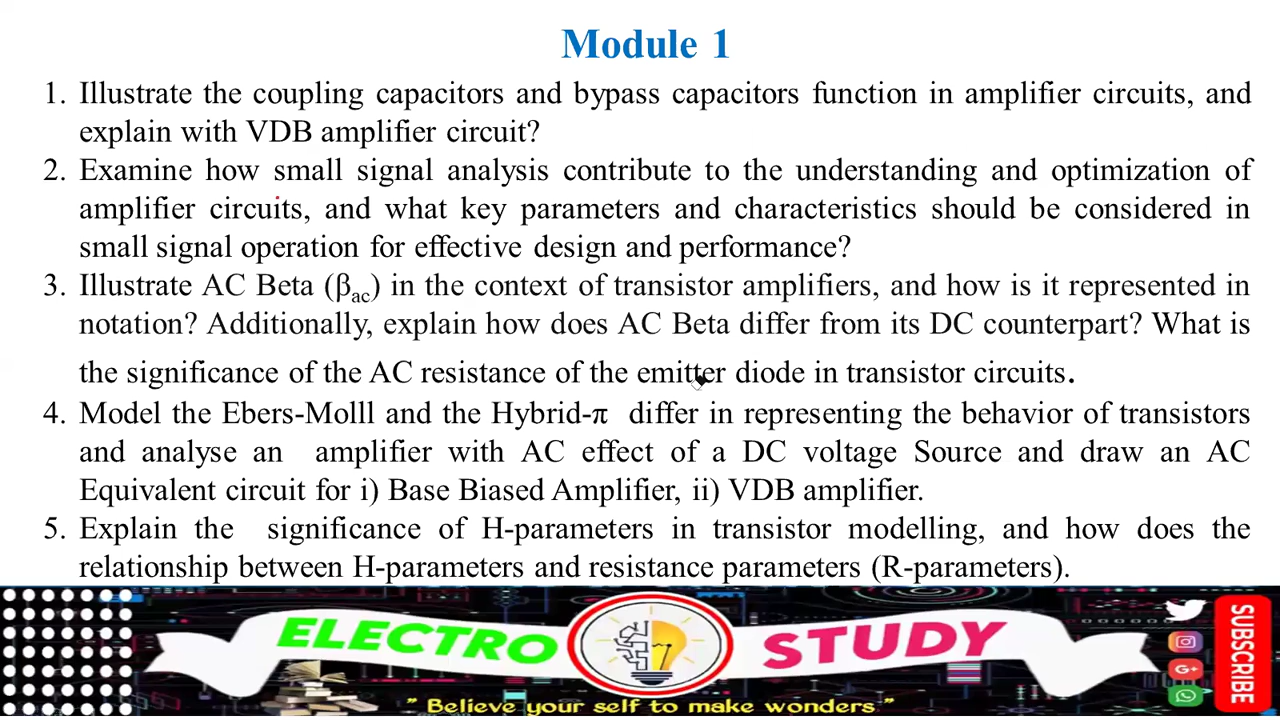 Module 1
1. Illustrate the coupling capacitors and bypass capacitors function in amplifier circuits, and
explain with VDB amplifier circuit?
2. Examine how small signal analysis contribute to the understanding and optimization of
amplifier circuits, and what key parameters and characteristics should be considered in
small signal operation for effective design and performance?
3. Illustrate AC Beta (βac) in the context of transistor amplifiers, and how is it represented in
notation? Additionally, explain how does AC Beta differ from its DC counterpart? What is
the significance of the AC resistance of the emitter diode in transistor circuits.
4. Model the Ebers-Molll and the Hybrid-π differ in representing the behavior of transistors
and analyse an amplifier with AC effect of a DC voltage Source and draw an AC
Equivalent circuit for i) Base Biased Amplifier, ii) VDB amplifier.
5. Explain the significance of H-parameters in transistor modelling, and how does the
relationship between H-parameters and resistance parameters (R-parameters).
ELECTRO STUDY
SUBSCRIBE
" Believe your self to make wonders "